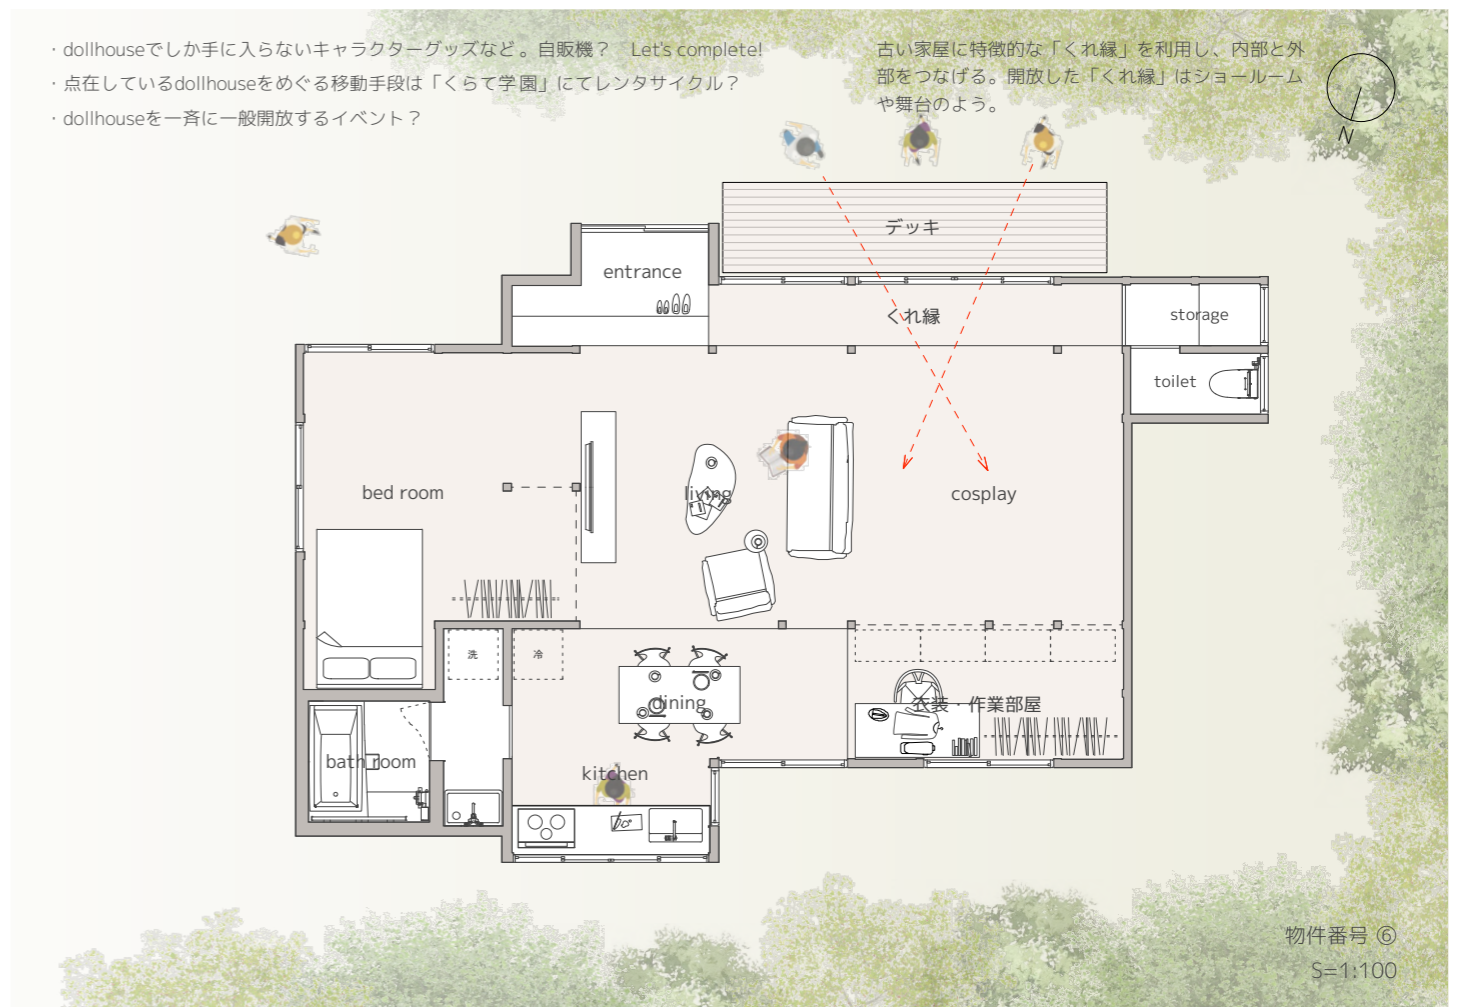 ・dollhouseでしか手に入らないキャラクターグッズなど。自販機？　Let's complete!
・点在しているdollhouseをめぐる移動手段は「くらて学園」にてレンタサイクル？
・dollhouseを一斉に一般開放するイベント？
古い家屋に特徴的な「くれ縁」を利用し、内部と外
部をつなげる。開放した「くれ縁」はショールーム
や舞台のよう。
N
デッキ
entrance
くれ縁
storage
toilet
bed room
living
cosplay
洗
冷
dining
衣装・作業部屋
bath room
kitchen
物件番号 ⑥
S=1:100